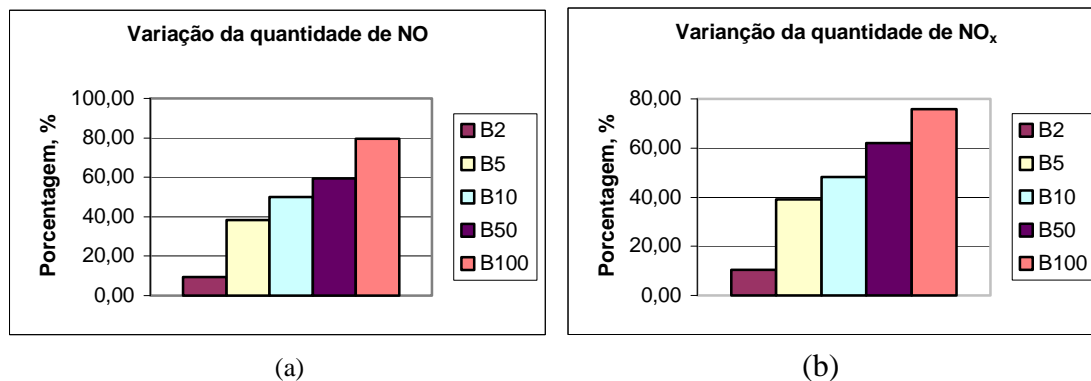 Variação da quantidade de NO
Porcentagem, %
100,00
80,00
60,00
40,00
20,00
0,00
B2
B5
B10
B50
B100
(a)
Varianção da quantidade de NOx
Porcentagem, %
80,00
60,00
40,00
20,00
0,00
B2
B5
B10
B50
B100
(b)